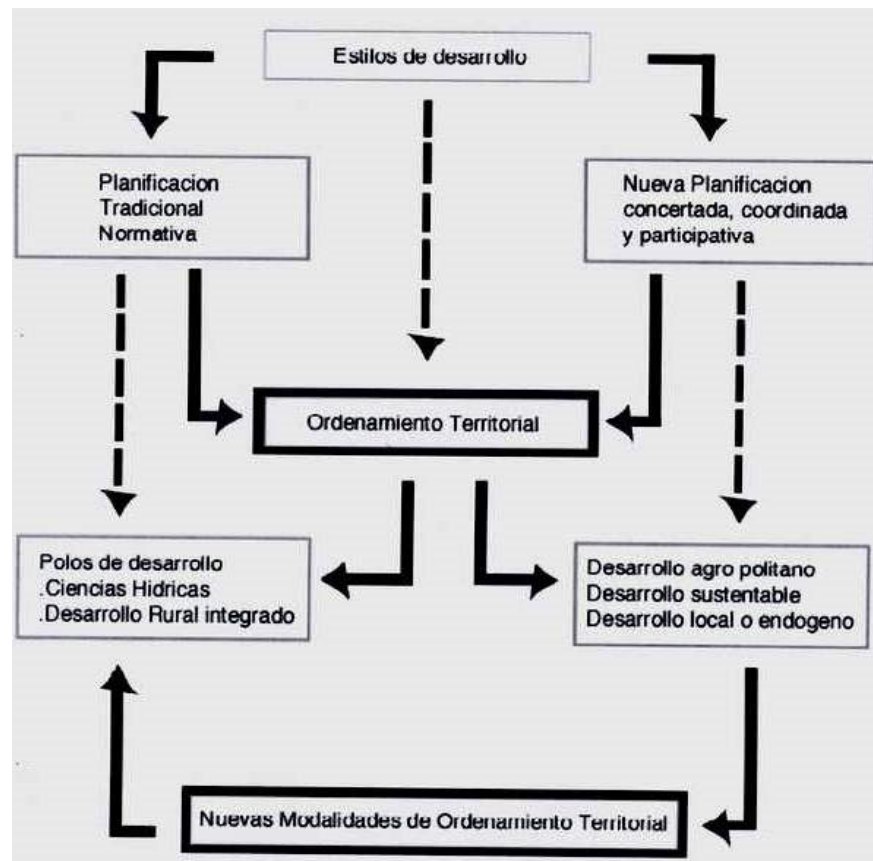 Estilos de desarrollo
Planificacion
Tradicional
Normativa
Nueva Planificacion
concertada, coordinada
y participativa
Ordenamiento Territorial
Polos de desarrollo
.Ciencias Hidricas
.Desarrollo Rural integrado
Desarrollo agro politano
Desarrollo sustentable
Desarrollo local o endogeno
Nuevas Modalidades de Ordenamiento Territorial